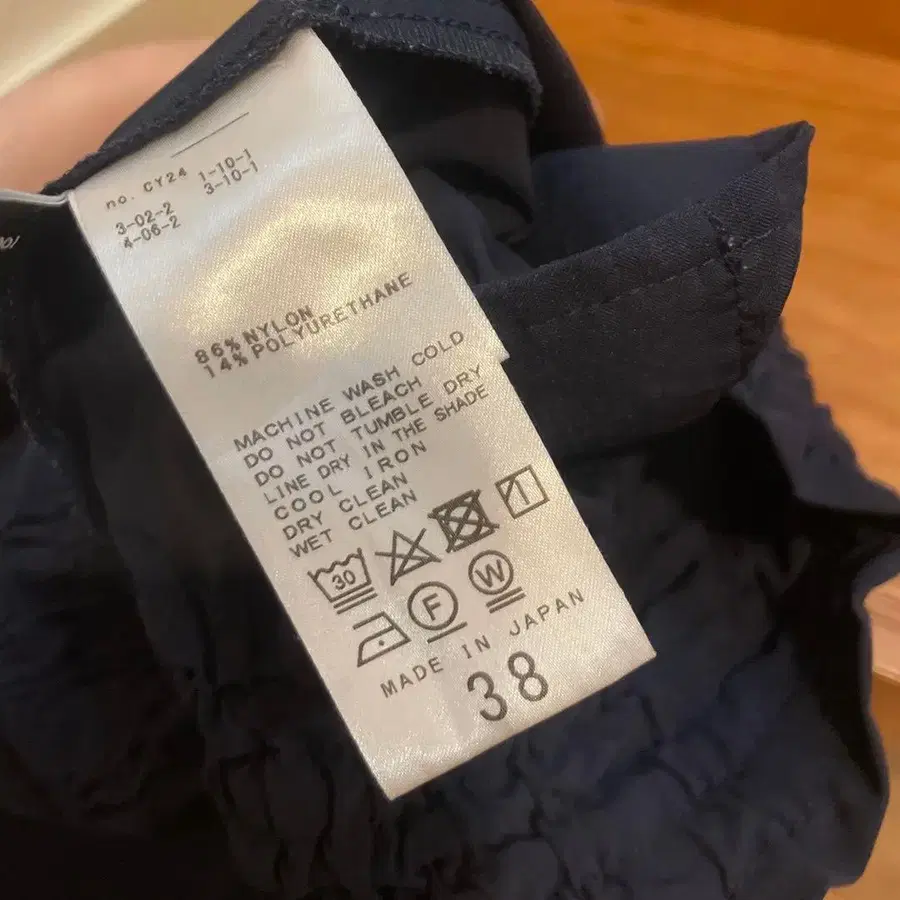 no. CY24 1-10-1
3-10-1
3-02-2
4-06-2
86% NYLON
14% POLYURETHANE
MACHINE WASH COLD
DO NOT BLEACH
DO NOT TUMBLE DRY
LINE DRY IN THE SHADE
COOL IRON
DRY CLEAN
WET CLEAN
30
F W
MADE IN JAPAN
38